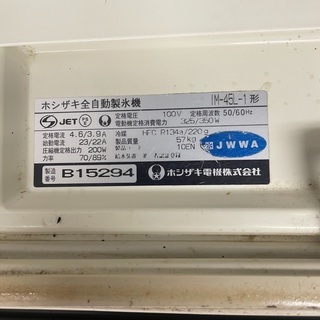 ホシザキ全自動製氷機 IM-45L-1形
JET
定格電圧 100V 定格周波数 50/60Hz
電動機定格消費電力 325/350W
定格電流 4.6/3.9A 冷媒 HFC R134a/220g
始動電流 23/22A 製品質量 57kg
圧縮機定格出力 200W 10EN
力率 70/89%
JWWA
製造番号 B15294 ホシザキ電機株式会社